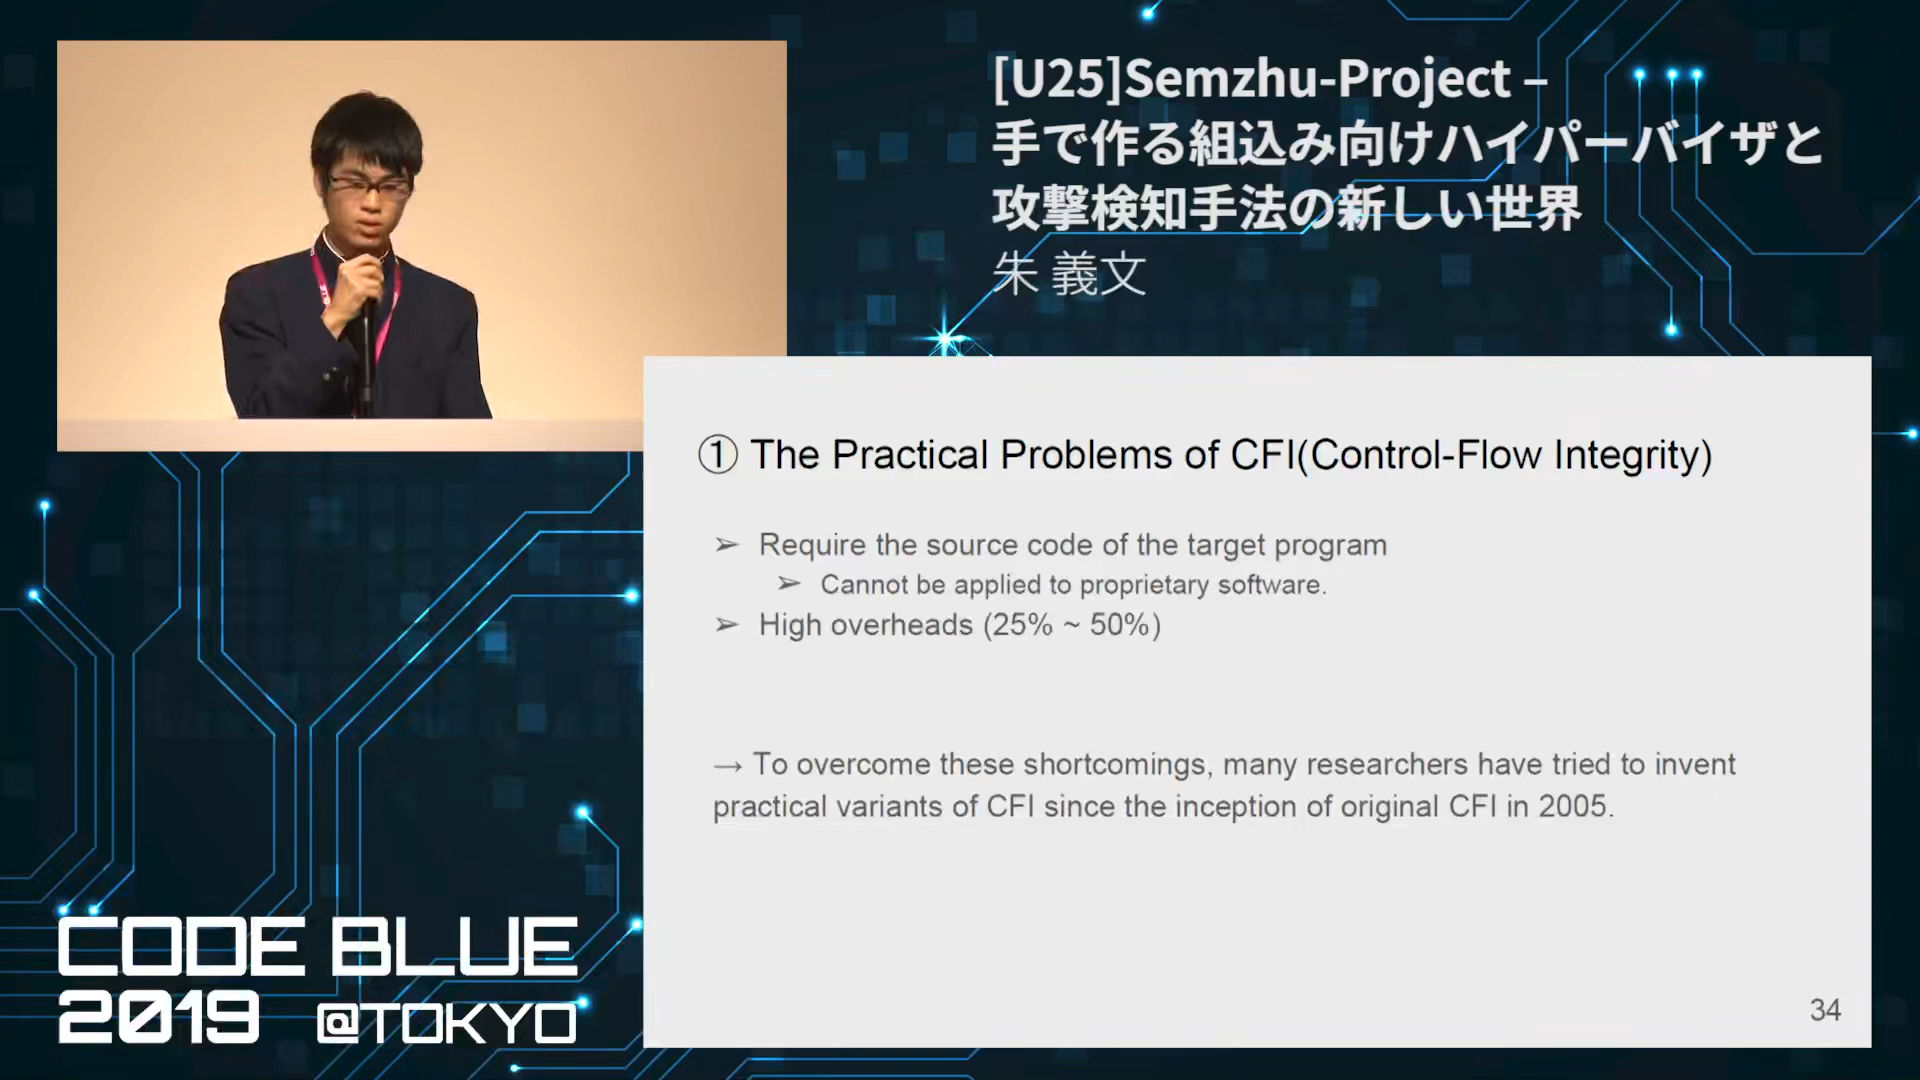 [U25]Semzhu-Project –
手で作る組込み向けハイパーバイザと
攻撃検知手法の新しい世界
朱 義文
① The Practical Problems of CFI(Control-Flow Integrity)
➢ Require the source code of the target program
➢ Cannot be applied to proprietary software.
➢ High overheads (25% ~ 50%)
→ To overcome these shortcomings, many researchers have tried to invent
practical variants of CFI since the inception of original CFI in 2005.
34
CODE BLUE
2019 @TOKYO